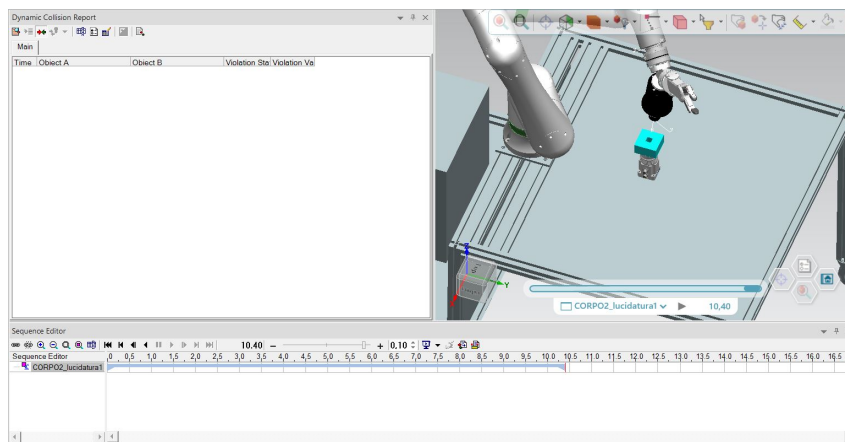 Dynamic Collision Report
Main
Time Object A Object B Violation Sta Violation Va
Z
Y
CORPO2_lucidatura1 10,40
Sequence Editor
10.40 0,10
Sequence Editor ,0 0,5 1,0 1,5 2,0 2,5 3,0 3,5 4,0 4,5 5,0 5,5 6,0 6,5 7,0 7,5 8,0 8,5 9,0 9,5 10,0 10,5 11,0 11,5 12,0 12,5 13,0 13,5 14,0 14,5 15,0 15,5 16,0 16,5
CORPO2_lucidatura1